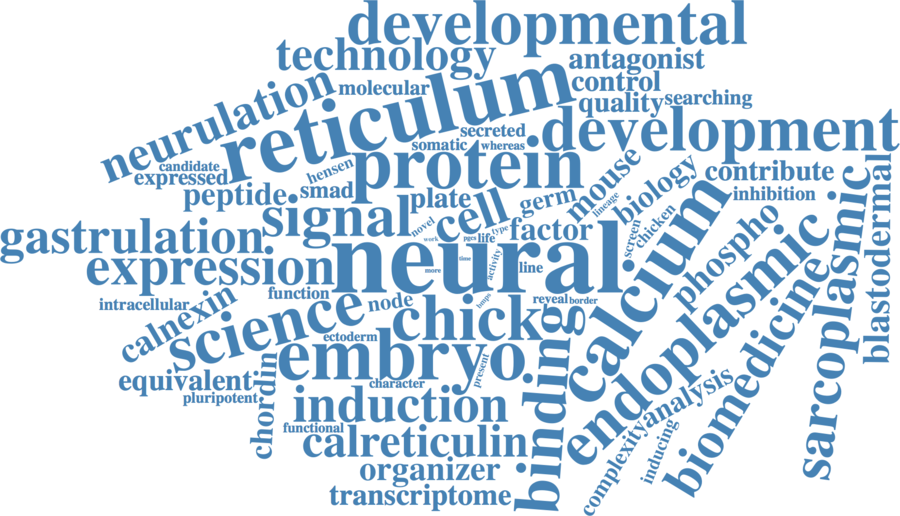 developmental
technology
antagonist
molecular
control
quality
searching
neurulation
reticulum
secreted
somatic
whereas
development
candidate
expressed
hensen
protein
mouse
contribute
peptide
smad
plate
germ
lineage
biology
inhibition
signal
novel
cell
type
factor
screen
chicken
gastrulation
work
pges
life
neural
calcium
phospho
sarcoplasmic
blastodermal
expression
more
time
activity
line
function
intracellular
calnexin
node
bmps
reveal
border
endoplasmic
science
chick
ectoderm
embryo
present
binding
biomedicine
equivalent
pluripotent
chordin
character
induction
functional
calreticulin
complexity
analysis
inducing
organizer
transcriptome